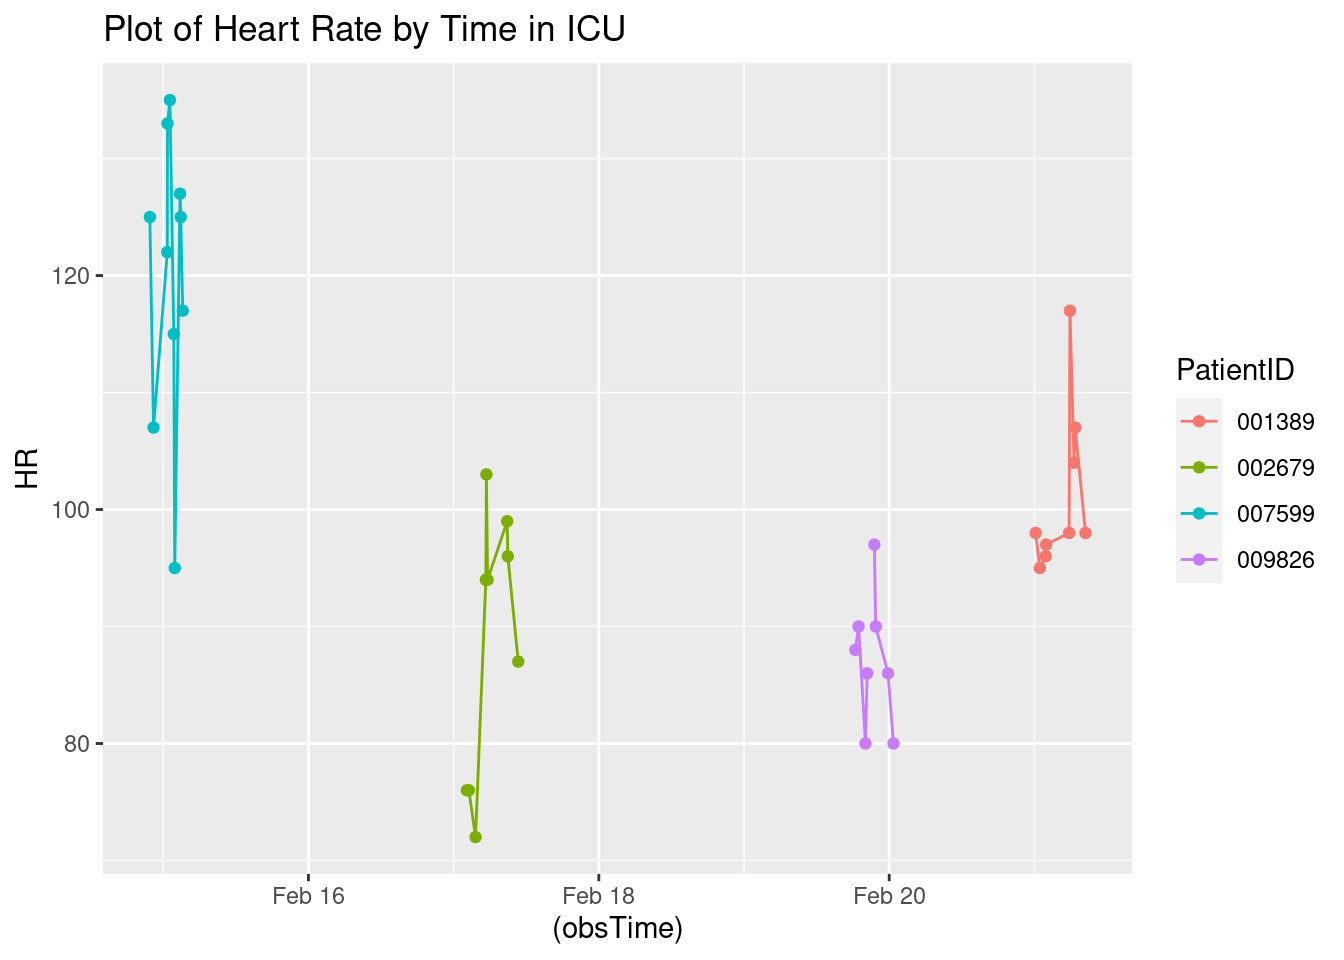 Plot of Heart Rate by Time in ICU
HR
120
100
80
Feb 16
Feb 18
Feb 20
(obsTime)
PatientID
001389
002679
007599
009826